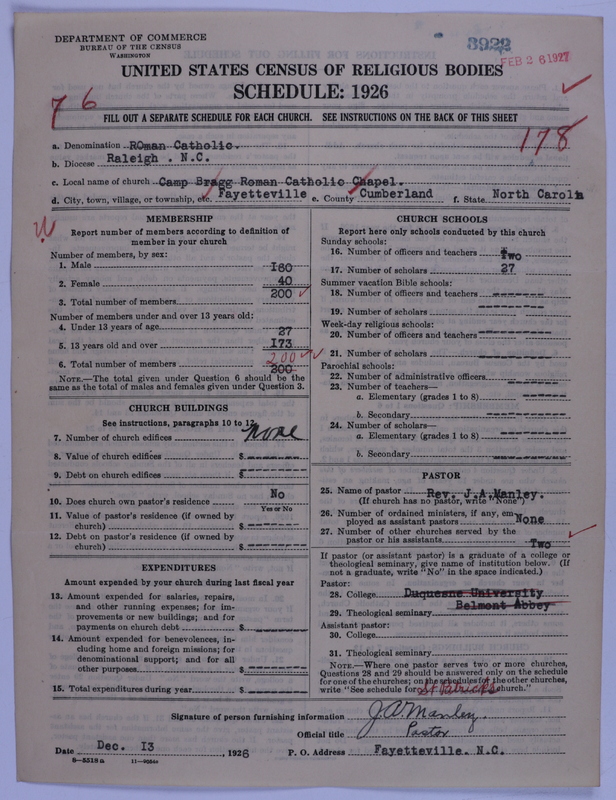 DEPARTMENT OF COMMERCE
BUREAU OF THE CENSUS
WASHINGTON
3922
FEB 26 1927
UNITED STATES CENSUS OF RELIGIOUS BODIES
SCHEDULE: 1926
76
FILL OUT A SEPARATE SCHEDULE FOR EACH CHURCH. SEE INSTRUCTIONS ON THE BACK OF THIS SHEET
178
a. Denomination ROman Catholic.
b. Diocese Raleigh . N.C.
c. Local name of church Camp Bragg Roman Catholic Chapel.
d. City, town, village, or township, etc. Fayetteville e. County Cumberland f. State North Carolin
MEMBERSHIP
Report number of members according to definition of
member in your church
Number of members, by sex:
1. Male 160
2. Female 40
3. Total number of members 200
Number of members under and over 13 years old:
4. Under 13 years of age 27
5. 13 years old and over 173
200
6. Total number of members 200
NOTE.—The total given under Question 6 should be the
same as the total of males and females given under Question 3.
CHURCH BUILDINGS
See instructions, paragraphs 10 to 12
7. Number of church edifices none
8. Value of church edifices $ -------
9. Debt on church edifices $ -------
10. Does church own pastor's residence No
Yes or No
11. Value of pastor's residence (if owned by
church) $ -------
12. Debt on pastor's residence (if owned by
church) $ -------
EXPENDITURES
Amount expended by your church during last fiscal year
13. Amount expended for salaries, repairs,
and other running expenses; for im-
provements or new buildings; and for
payments on church debt $ -------
14. Amount expended for benevolences, in-
cluding home and foreign missions; for
denominational support; and for all
other purposes $ -------
15. Total expenditures during year $ -------
CHURCH SCHOOLS
Report here only schools conducted by this church
Sunday schools:
16. Number of officers and teachers Two
17. Number of scholars 27
Summer vacation Bible schools:
18. Number of officers and teachers -------
19. Number of scholars -------
Week-day religious schools:
20. Number of officers and teachers -------
21. Number of scholars -------
Parochial schools:
22. Number of administrative officers -------
23. Number of teachers—
a. Elementary (grades 1 to 8) -------
b. Secondary -------
24. Number of scholars—
a. Elementary (grades 1 to 8) -------
b. Secondary -------
PASTOR
25. Name of pastor Rev. J.A.Manley.
(If church has no pastor, write "None")
26. Number of ordained ministers, if any, em-
ployed as assistant pastors None
27. Number of other churches served by the
pastor or his assistants Two
If pastor (or assistant pastor) is a graduate of a college or
theological seminary, give name of institution below. (If
not a graduate, write "No" in the space indicated.)
Pastor:
28. College Duquesne University
29. Theological seminary Belmont Abbey
Assistant pastor:
30. College
31. Theological seminary
NOTE.—Where one pastor serves two or more churches,
Questions 28 and 29 should be answered only on the schedule
for one of the churches; on the schedules for the other churches,
write "See schedule for St Patricks church."
Signature of person furnishing information J.A. Manley.
Official title Pastor
Date Dec. 13, 1926 P. O. Address Fayetteville. N.C.
8—5518a